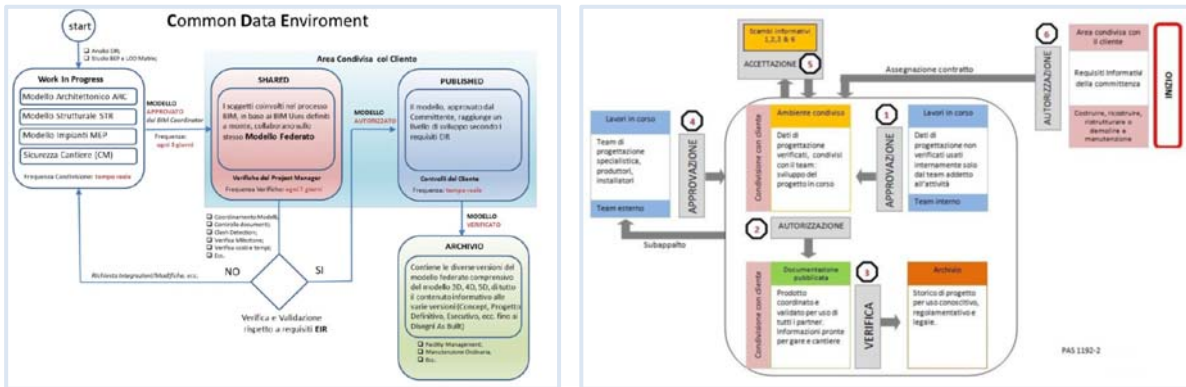 Common Data Enviroment
start
Analisi EIR;
Studio BEP e LOD Matrix;
Area Condivisa col Cliente
Work In Progress
Modello Architettonico ARC
Modello Strutturale STR
Modello Impianti MEP
Sicurezza Cantiere (CM)
Frequenza Condivisione: tempo reale
MODELLO
APPROVATO
dal BIM Coordinator
Frequenza:
ogni 3 giorni
SHARED
I soggetti coinvolti nel processo
BIM, in base ai BIM Uses definiti
a monte, collaborano sullo
stesso Modello Federato
Verifiche del Project Manager
Frequenza Verifiche: ogni 7 giorni
MODELLO
AUTORIZZATO
PUBLISHED
Il modello, approvato dal
Committente, raggiunge un
livello di sviluppo secondo i
requisiti EIR
Controlli del Cliente
Frequenza: tempo reale
Coordinamento Modelli;
Controllo documenti;
Clash Detection;
Verifica Milestone;
Verifica costi e tempi;
Ecc.
MODELLO
VERIFICATO
NO
SI
Richiesta Integrazioni/Modifiche, ecc.
Verifica e Validazione
rispetto a requisiti EIR
ARCHIVIO
Contiene le diverse versioni del
modello federato comprensivo
del modello 3D, 4D, 5D, di tutto
il contenuto informativo alle
varie versioni (Concept, Progetto
Definitivo, Esecutivo, ecc. fino ai
Disegni As Built)
Facility Management;
Manutenzione Ordinaria;
Ecc.
Scambi informativi
1,2,3 & 6
ACCETTAZIONE
5
Assegnazione contratto
6
AUTORIZZAZIONE
Area condivisa con
il cliente
Requisiti Informativi
della committenza
Costruire, ricostruire,
ristrutturare o
demolire a
manutenzione
INIZIO
Lavori in corso
Team di
progettazione
specialistica,
produttori,
installatori
Team esterno
4
APPROVAZIONE
Condivisione con cliente
Ambiente condiviso
Dati di
progettazione
verificati, condivisi
con il team:
sviluppo del
progetto in corso
1
APPROVAZIONE
Lavori in corso
Dati di
progettazione non
verificati usati
internamente solo
dal team addetto
all'attività
Team interno
Subappalto
2
AUTORIZZAZIONE
Condivisione con cliente
Documentazione
pubblicata
Prodotto
coordinato e
validato per uso di
tutti i partner.
Informazioni pronte
per gare e cantiere
3
VERIFICA
Archivio
Storico di progetto
per uso conoscitivo,
regolamentativo e
legale.
PAS 1192-2